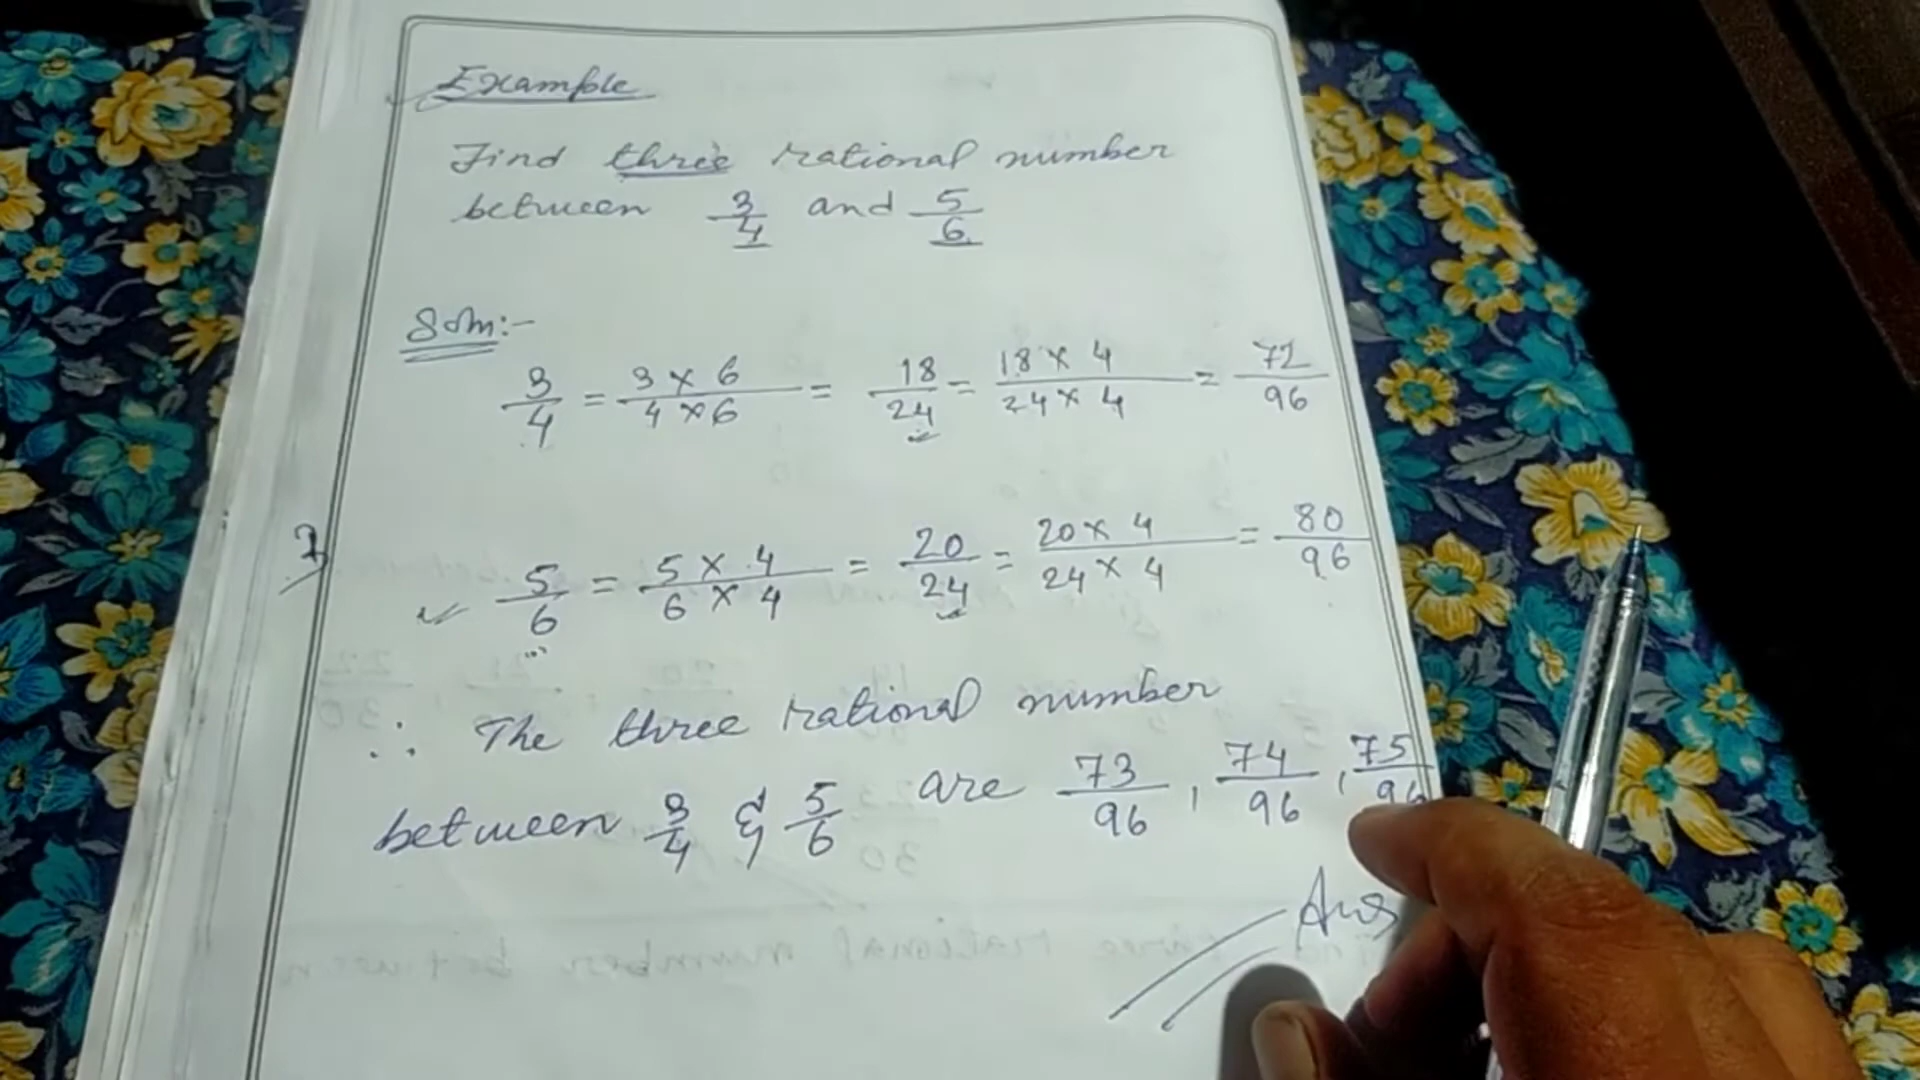 Example
Find three rational number
between 3/4 and 5/6
Soln:-
3/4 = 3 × 6 / 4 × 6 = 18/24 = 18 × 4 / 24 × 4 = 72/96
5/6 = 5 × 4 / 6 × 4 = 20/24 = 20 × 4 / 24 × 4 = 80/96
∴ The three rational number
between 3/4 & 5/6 are 73/96, 74/96, 75/96
Ans